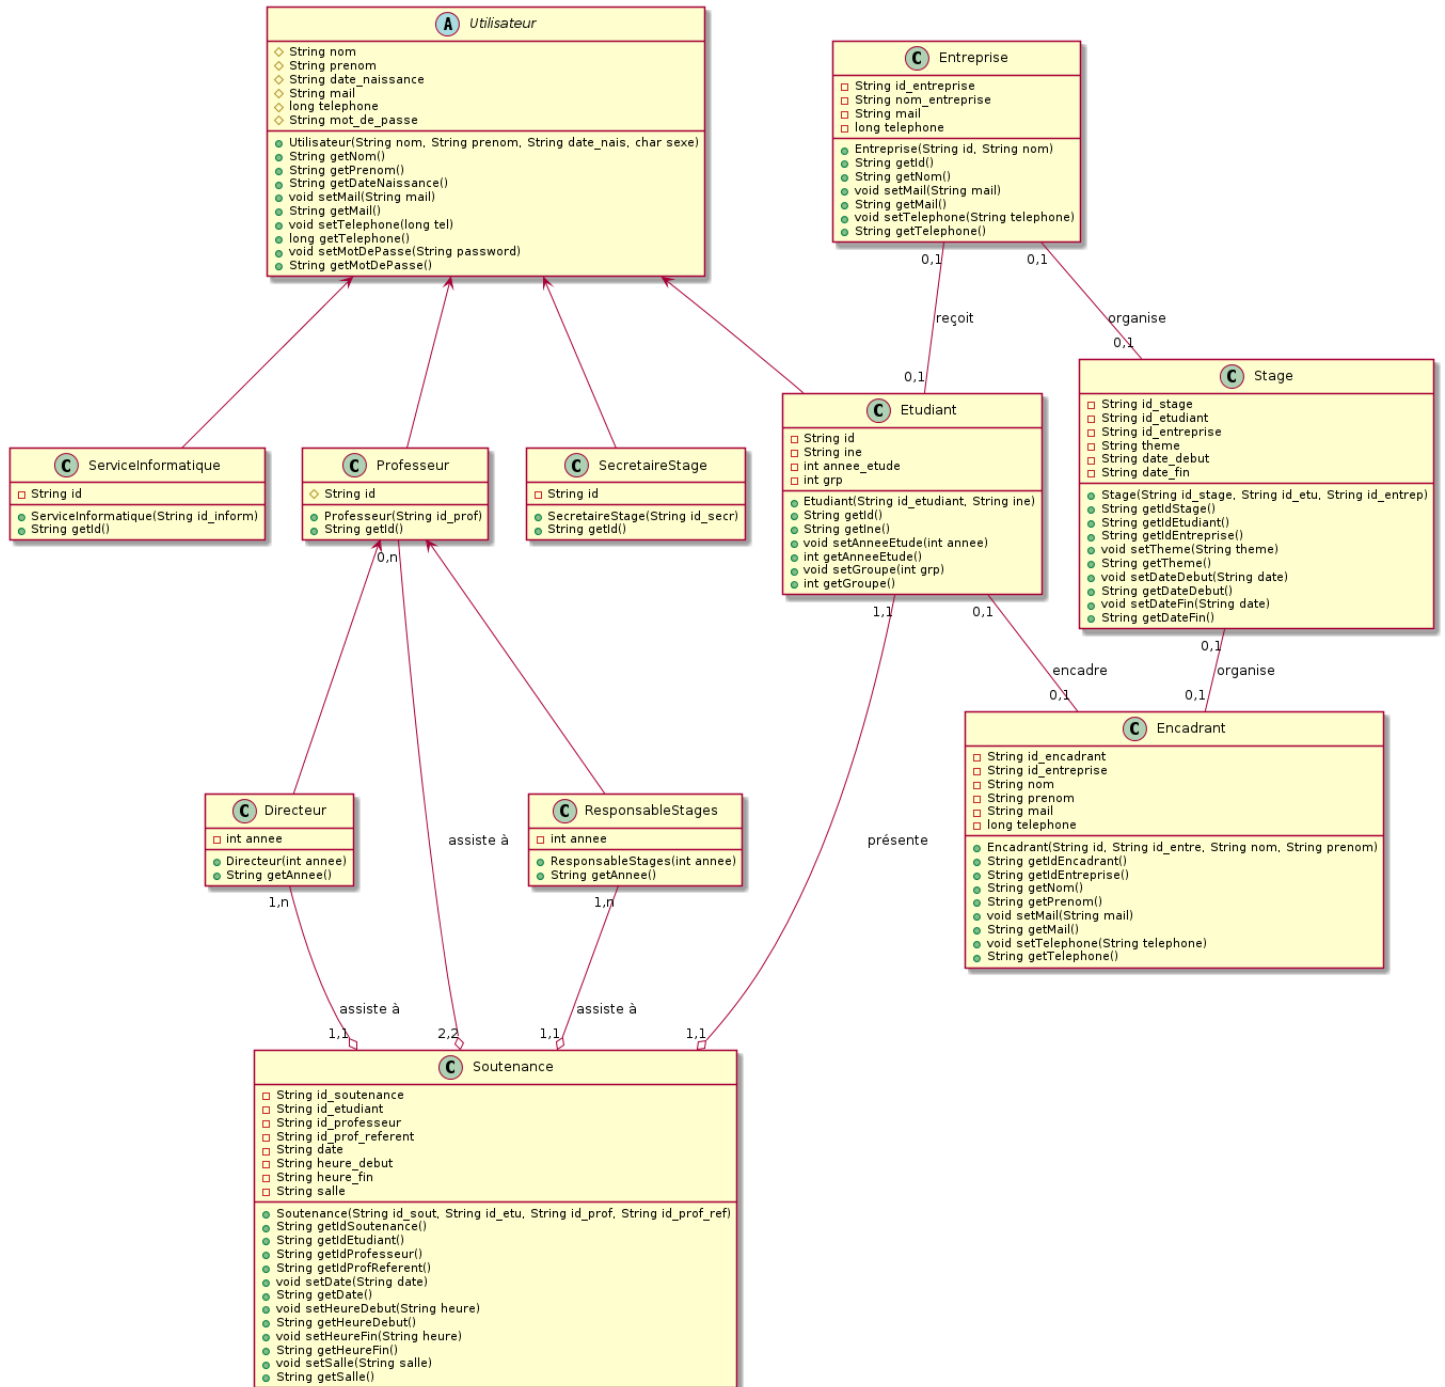 Utilisateur
String nom
String prenom
String date_naissance
String mail
long telephone
String mot_de_passe
Utilisateur(String nom, String prenom, String date_nais, char sexe)
String getNom()
String getPrenom()
String getDateNaissance()
void setMail(String mail)
String getMail()
void setTelephone(long tel)
long getTelephone()
void setMotDePasse(String password)
String getMotDePasse()
Entreprise
String id_entreprise
String nom_entreprise
String mail
long telephone
Entreprise(String id, String nom)
String getId()
String getNom()
void setMail(String mail)
String getMail()
void setTelephone(String telephone)
String getTelephone()
0,1
0,1
reçoit
organise
0,1
0,1
ServiceInformatique
String id
ServiceInformatique(String id_inform)
String getId()
Professeur
String id
Professeur(String id_prof)
String getId()
SecretaireStage
String id
SecretaireStage(String id_secr)
String getId()
Etudiant
String id
String ine
int annee_etude
int grp
Etudiant(String id_etudiant, String ine)
String getId()
String getIne()
void setAnneeEtude(int annee)
int getAnneeEtude()
void setGroupe(int grp)
int getGroupe()
Stage
String id_stage
String id_etudiant
String id_entreprise
String theme
String date_debut
String date_fin
Stage(String id_stage, String id_etu, String id_entrep)
String getIdStage()
String getIdEtudiant()
String getIdEntreprise()
void setTheme(String theme)
String getTheme()
void setDateDebut(String date)
String getDateDebut()
void setDateFin(String date)
String getDateFin()
0,n
1,1
0,1
0,1
encadre
organise
0,1
0,1
Directeur
int annee
Directeur(int annee)
String getAnnee()
assiste à
ResponsableStages
int annee
ResponsableStages(int annee)
String getAnnee()
présente
Encadrant
String id_encadrant
String id_entreprise
String nom
String prenom
String mail
long telephone
Encadrant(String id, String id_entre, String nom, String prenom)
String getIdEncadrant()
String getIdEntreprise()
String getNom()
String getPrenom()
void setMail(String mail)
String getMail()
void setTelephone(String telephone)
String getTelephone()
1,n
1,n
assiste à
assiste à
1,1
2,2
1,1
1,1
Soutenance
String id_soutenance
String id_etudiant
String id_professeur
String id_prof_referent
String date
String heure_debut
String heure_fin
String salle
Soutenance(String id_sout, String id_etu, String id_prof, String id_prof_ref)
String getIdSoutenance()
String getIdEtudiant()
String getIdProfesseur()
String getIdProfReferent()
void setDate(String date)
String getDate()
void setHeureDebut(String heure)
String getHeureDebut()
void setHeureFin(String heure)
String getHeureFin()
void setSalle(String salle)
String getSalle()